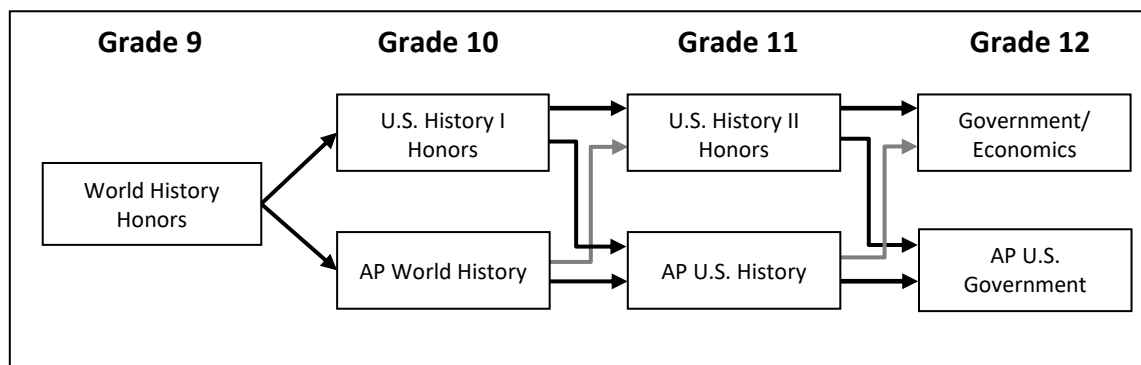 Grade 9
Grade 10
Grade 11
Grade 12
World History
Honors
U.S. History I
Honors
AP World History
U.S. History II
Honors
AP U.S. History
Government/
Economics
AP U.S.
Government